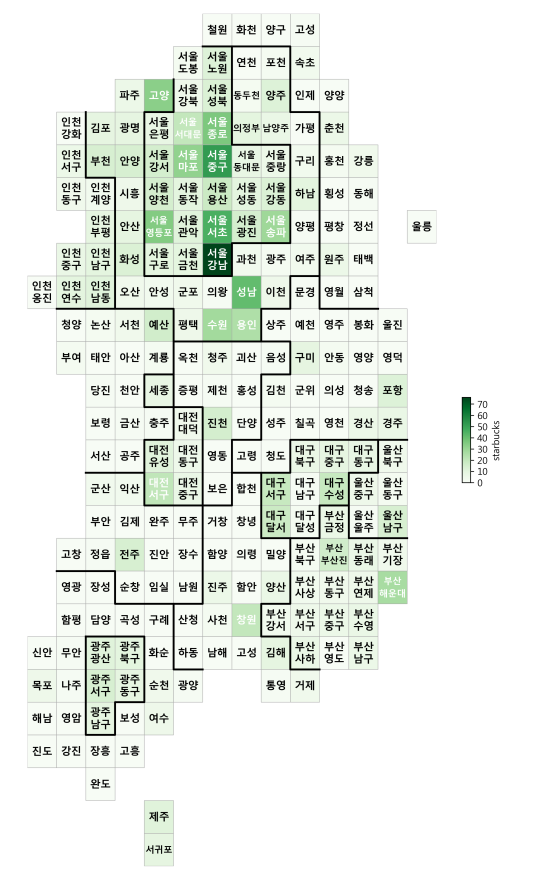 철원 화천 양구 고성
서울 서울
도봉 노원 연천 포천 속초
파주 고양 서울 서울 동두천 양주 인제 양양
강북 성북
인천 김포 광명 서울 서울 서울 의정부 남양주 가평 춘천
강화 은평 서대문 종로
인천 부천 안양 서울 서울 서울 서울 서울 구리 홍천 강릉
서구 강서 마포 중구 동대문 중랑
인천 인천 시흥 서울 서울 서울 서울 서울 하남 횡성 동해
동구 계양 양천 동작 용산 성동 강동
인천 안산 서울 서울 서울 서울 서울 양평 평창 정선 울릉
부평 영등포 관악 서초 광진 송파
인천 인천 화성 서울 서울 서울 과천 광주 여주 원주 태백
중구 남구 구로 금천 강남
인천 인천 인천 오산 안성 군포 의왕 성남 이천 문경 영월 삼척
옹진 연수 남동
청양 논산 서천 예산 평택 수원 용인 상주 예천 영주 봉화 울진
부여 태안 아산 계룡 옥천 청주 괴산 음성 구미 안동 영양 영덕
당진 천안 세종 증평 제천 홍성 김천 군위 의성 청송 포항
보령 금산 충주 대전 진천 단양 성주 칠곡 영천 경산 경주
대덕
서산 공주 대전 대전 영동 고령 청도 대구 대구 대구 울산
유성 동구 북구 중구 동구 북구
군산 익산 대전 대전 보은 합천 대구 대구 대구 울산 울산
서구 중구 서구 남구 수성 중구 동구
부안 김제 완주 무주 거창 창녕 대구 대구 부산 울산 울산
달서 달성 금정 울주 남구
고창 정읍 전주 진안 장수 함양 의령 밀양 부산 부산 부산 부산
북구 부산진 동래 기장
영광 장성 순창 임실 남원 진주 함안 양산 부산 부산 부산 부산
사상 동구 연제 해운대
함평 담양 곡성 구례 산청 사천 창원 부산 부산 부산 부산
강서 서구 중구 수영
신안 무안 광주 광주 화순 하동 남해 고성 김해 부산 부산 부산
광산 북구 사하 영도 남구
목포 나주 광주 광주 순천 광양 통영 거제
서구 동구
해남 영암 광주 보성 여수
남구
진도 강진 장흥 고흥
완도
제주
서귀포
70
60
50
40
30
20
10
0
starbucks